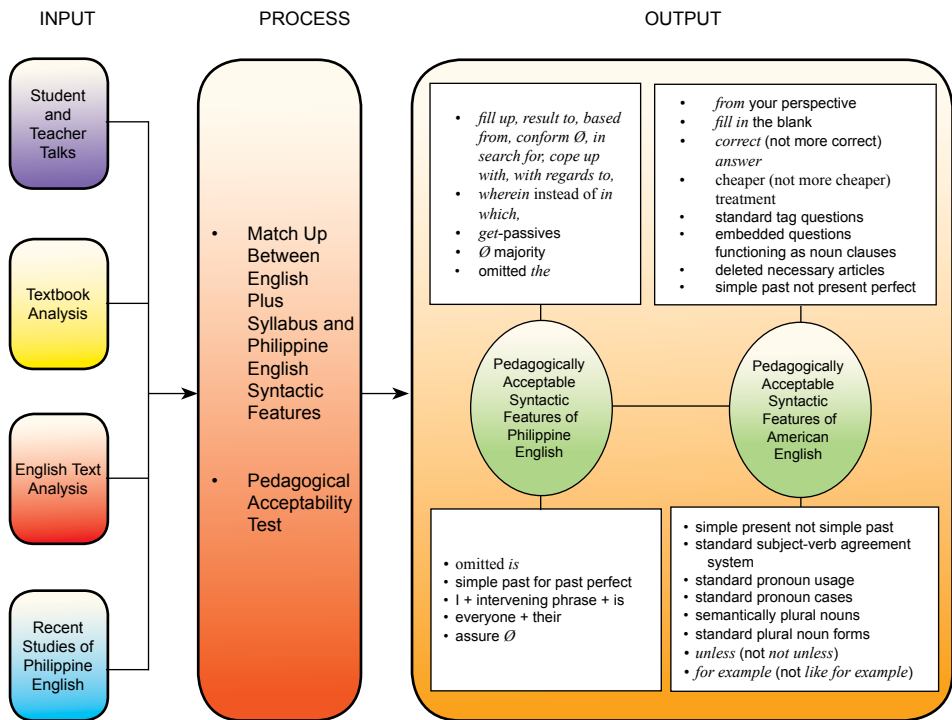 INPUT
PROCESS
OUTPUT
Student
and
Teacher
Talks
Textbook
Analysis
English Text
Analysis
Recent
Studies of
Philippine
English
• Match Up
Between
English
Plus
Syllabus and
Philippine
English
Syntactic
Features
• Pedagogical
Acceptability
Test
• fill up, result to, based
from, conform Ø, in
search for, cope up
with, with regards to,
• wherein instead of in
which,
• get-passives
• Ø majority
• omitted the
• from your perspective
• fill in the blank
• correct (not more correct)
answer
• cheaper (not more cheaper)
treatment
• standard tag questions
• embedded questions
functioning as noun clauses
• deleted necessary articles
• simple past not present perfect
Pedagogically
Acceptable
Syntactic
Features of
Philippine
English
Pedagogically
Acceptable
Syntactic
Features of
American
English
• omitted is
• simple past for past perfect
• I + intervening phrase + is
• everyone + their
• assure Ø
• simple present not simple past
• standard subject-verb agreement
system
• standard pronoun usage
• standard pronoun cases
• semantically plural nouns
• standard plural noun forms
• unless (not not unless)
• for example (not like for example)